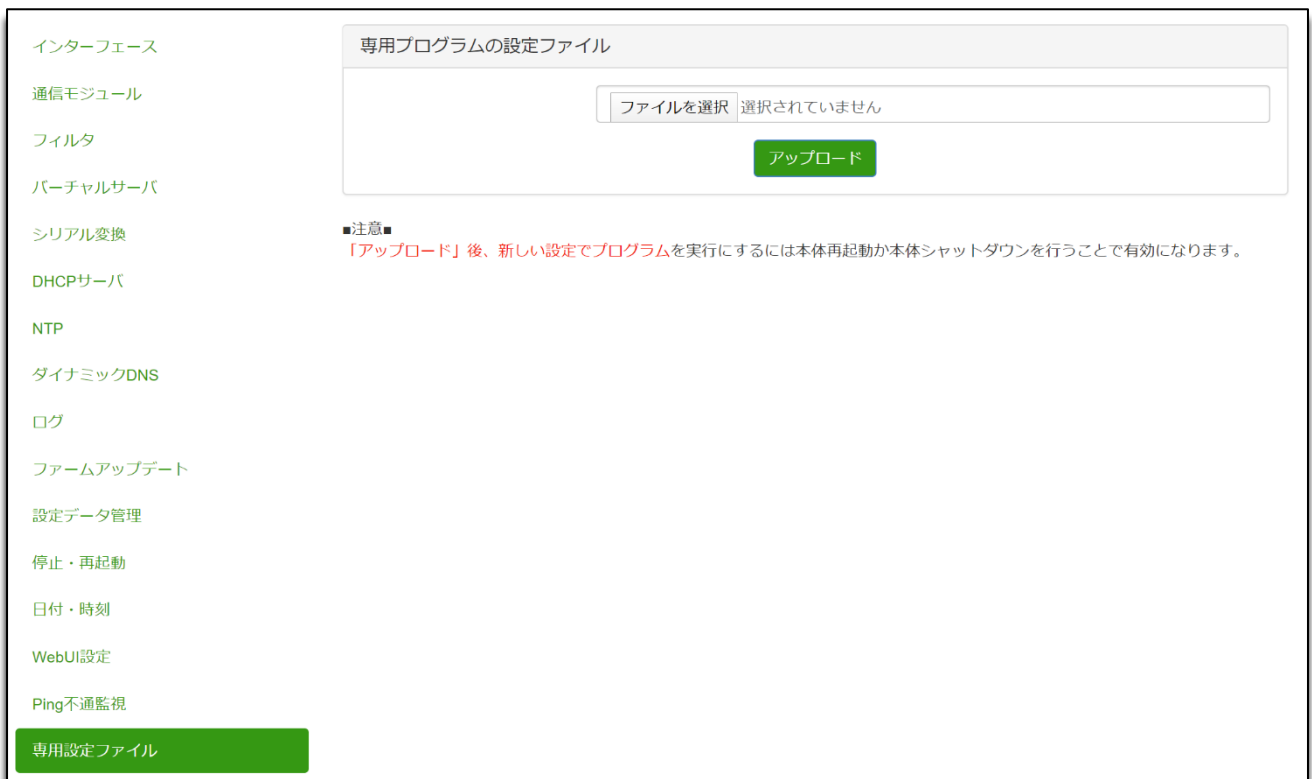 インターフェース
通信モジュール
フィルタ
バーチャルサーバ
シリアル変換
DHCPサーバ
NTP
ダイナミックDNS
ログ
ファームアップデート
設定データ管理
停止・再起動
日付・時刻
WebUI設定
Ping不通監視
専用設定ファイル
専用プログラムの設定ファイル
ファイルを選択 選択されていません
アップロード
■注意■
「アップロード」後、新しい設定でプログラムを実行にするには本体再起動か本体シャットダウンを行うことで有効になります。